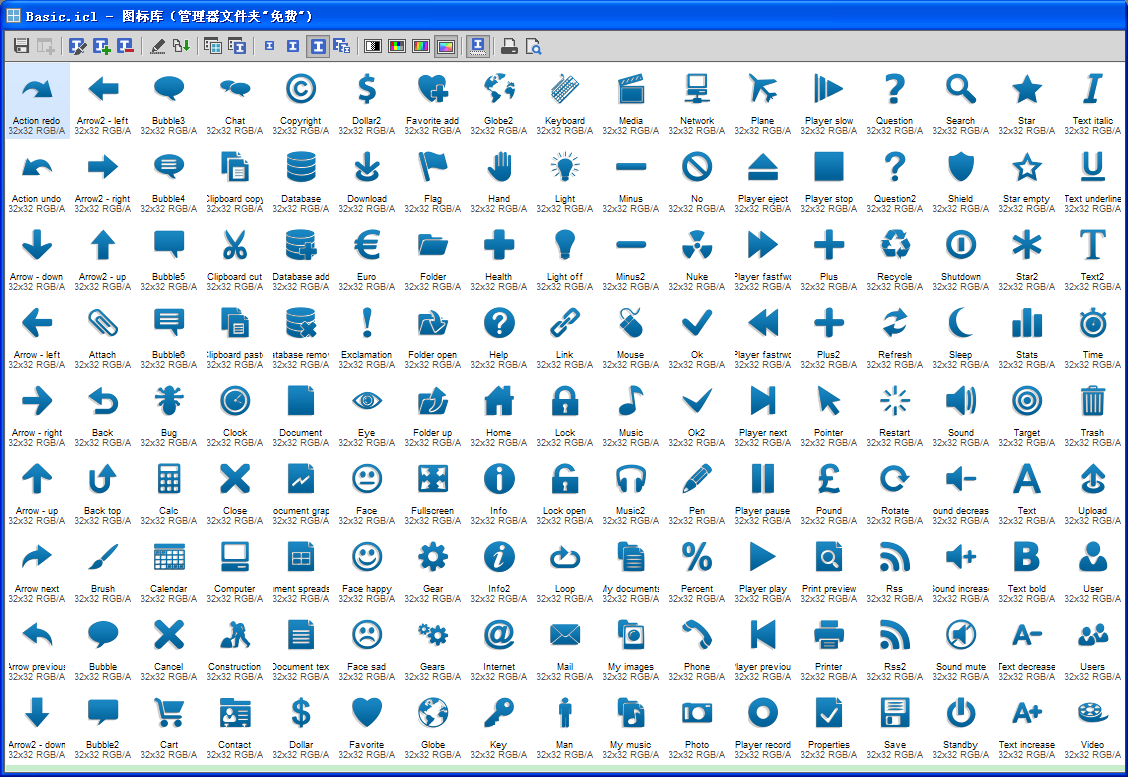 Basic.icl - 图标库 (管理器文件夹"免费")
Action redo Arrow2 - left Bubble3 Chat Copyright Dollar2 Favorite add Globe2 Keyboard Media Network Plane Player slow Question Search Star Text italic
32x32 RGB/A 32x32 RGB/A 32x32 RGB/A 32x32 RGB/A 32x32 RGB/A 32x32 RGB/A 32x32 RGB/A 32x32 RGB/A 32x32 RGB/A 32x32 RGB/A 32x32 RGB/A 32x32 RGB/A 32x32 RGB/A 32x32 RGB/A 32x32 RGB/A 32x32 RGB/A 32x32 RGB/A
Action undo Arrow2 - right Bubble4 Clipboard copy Database Download Flag Hand Light Minus No Player eject Player stop Question2 Shield Star empty Text underline
32x32 RGB/A 32x32 RGB/A 32x32 RGB/A 32x32 RGB/A 32x32 RGB/A 32x32 RGB/A 32x32 RGB/A 32x32 RGB/A 32x32 RGB/A 32x32 RGB/A 32x32 RGB/A 32x32 RGB/A 32x32 RGB/A 32x32 RGB/A 32x32 RGB/A 32x32 RGB/A 32x32 RGB/A
Arrow - down Arrow2 - up Bubble5 Clipboard cut Database add Euro Folder Health Light off Minus2 Nuke Player fastfwd Plus Recycle Shutdown Star2 Text2
32x32 RGB/A 32x32 RGB/A 32x32 RGB/A 32x32 RGB/A 32x32 RGB/A 32x32 RGB/A 32x32 RGB/A 32x32 RGB/A 32x32 RGB/A 32x32 RGB/A 32x32 RGB/A 32x32 RGB/A 32x32 RGB/A 32x32 RGB/A 32x32 RGB/A 32x32 RGB/A 32x32 RGB/A
Arrow - left Attach Bubble6 Clipboard paste atabase remov Exclamation Folder open Help Link Mouse Ok Player fastrwd Plus2 Refresh Sleep Stats Time
32x32 RGB/A 32x32 RGB/A 32x32 RGB/A 32x32 RGB/A 32x32 RGB/A 32x32 RGB/A 32x32 RGB/A 32x32 RGB/A 32x32 RGB/A 32x32 RGB/A 32x32 RGB/A 32x32 RGB/A 32x32 RGB/A 32x32 RGB/A 32x32 RGB/A 32x32 RGB/A 32x32 RGB/A
Arrow - right Back Bug Clock Document Eye Folder up Home Lock Music Ok2 Player next Pointer Restart Sound Target Trash
32x32 RGB/A 32x32 RGB/A 32x32 RGB/A 32x32 RGB/A 32x32 RGB/A 32x32 RGB/A 32x32 RGB/A 32x32 RGB/A 32x32 RGB/A 32x32 RGB/A 32x32 RGB/A 32x32 RGB/A 32x32 RGB/A 32x32 RGB/A 32x32 RGB/A 32x32 RGB/A 32x32 RGB/A
Arrow - up Back top Calc Close ocument grap Face Fullscreen Info Lock open Music2 Pen Player pause Pound Rotate ound decreas Text Upload
32x32 RGB/A 32x32 RGB/A 32x32 RGB/A 32x32 RGB/A 32x32 RGB/A 32x32 RGB/A 32x32 RGB/A 32x32 RGB/A 32x32 RGB/A 32x32 RGB/A 32x32 RGB/A 32x32 RGB/A 32x32 RGB/A 32x32 RGB/A 32x32 RGB/A 32x32 RGB/A 32x32 RGB/A
Arrow next Brush Calendar Computer ment spreads Face happy Gear Info2 Loop My documents Percent Player play Print preview Rss Sound increase Text bold User
32x32 RGB/A 32x32 RGB/A 32x32 RGB/A 32x32 RGB/A 32x32 RGB/A 32x32 RGB/A 32x32 RGB/A 32x32 RGB/A 32x32 RGB/A 32x32 RGB/A 32x32 RGB/A 32x32 RGB/A 32x32 RGB/A 32x32 RGB/A 32x32 RGB/A 32x32 RGB/A 32x32 RGB/A
Arrow previous Bubble Cancel Construction Document text Face sad Gears Internet Mail My images Phone Player previou Printer Rss2 Sound mute Text decrease Users
32x32 RGB/A 32x32 RGB/A 32x32 RGB/A 32x32 RGB/A 32x32 RGB/A 32x32 RGB/A 32x32 RGB/A 32x32 RGB/A 32x32 RGB/A 32x32 RGB/A 32x32 RGB/A 32x32 RGB/A 32x32 RGB/A 32x32 RGB/A 32x32 RGB/A 32x32 RGB/A 32x32 RGB/A
Arrow2 - down Bubble2 Cart Contact Dollar Favorite Globe Key Man My music Photo Player record Properties Save Standby Text increase Video
32x32 RGB/A 32x32 RGB/A 32x32 RGB/A 32x32 RGB/A 32x32 RGB/A 32x32 RGB/A 32x32 RGB/A 32x32 RGB/A 32x32 RGB/A 32x32 RGB/A 32x32 RGB/A 32x32 RGB/A 32x32 RGB/A 32x32 RGB/A 32x32 RGB/A 32x32 RGB/A 32x32 RGB/A